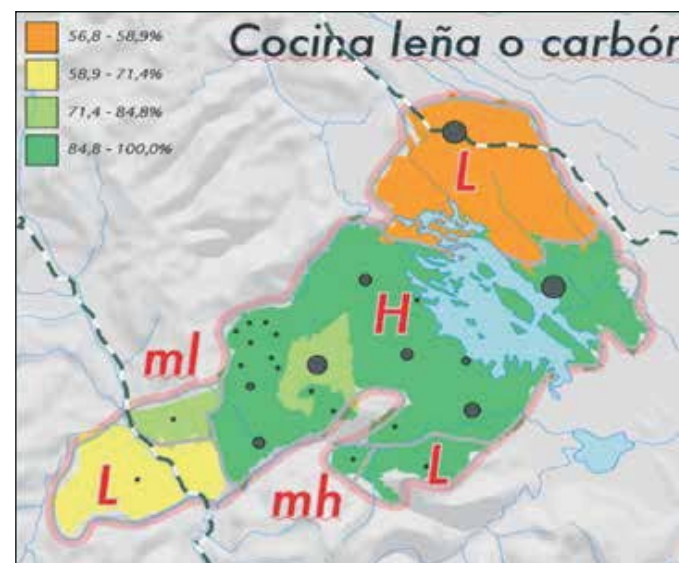 Cocina leña o carbón
56,8 - 58,9%
58,9 - 71,4%
71,4 - 84,8%
84,8 - 100,0%
L
H
ml
L
mh
L
2